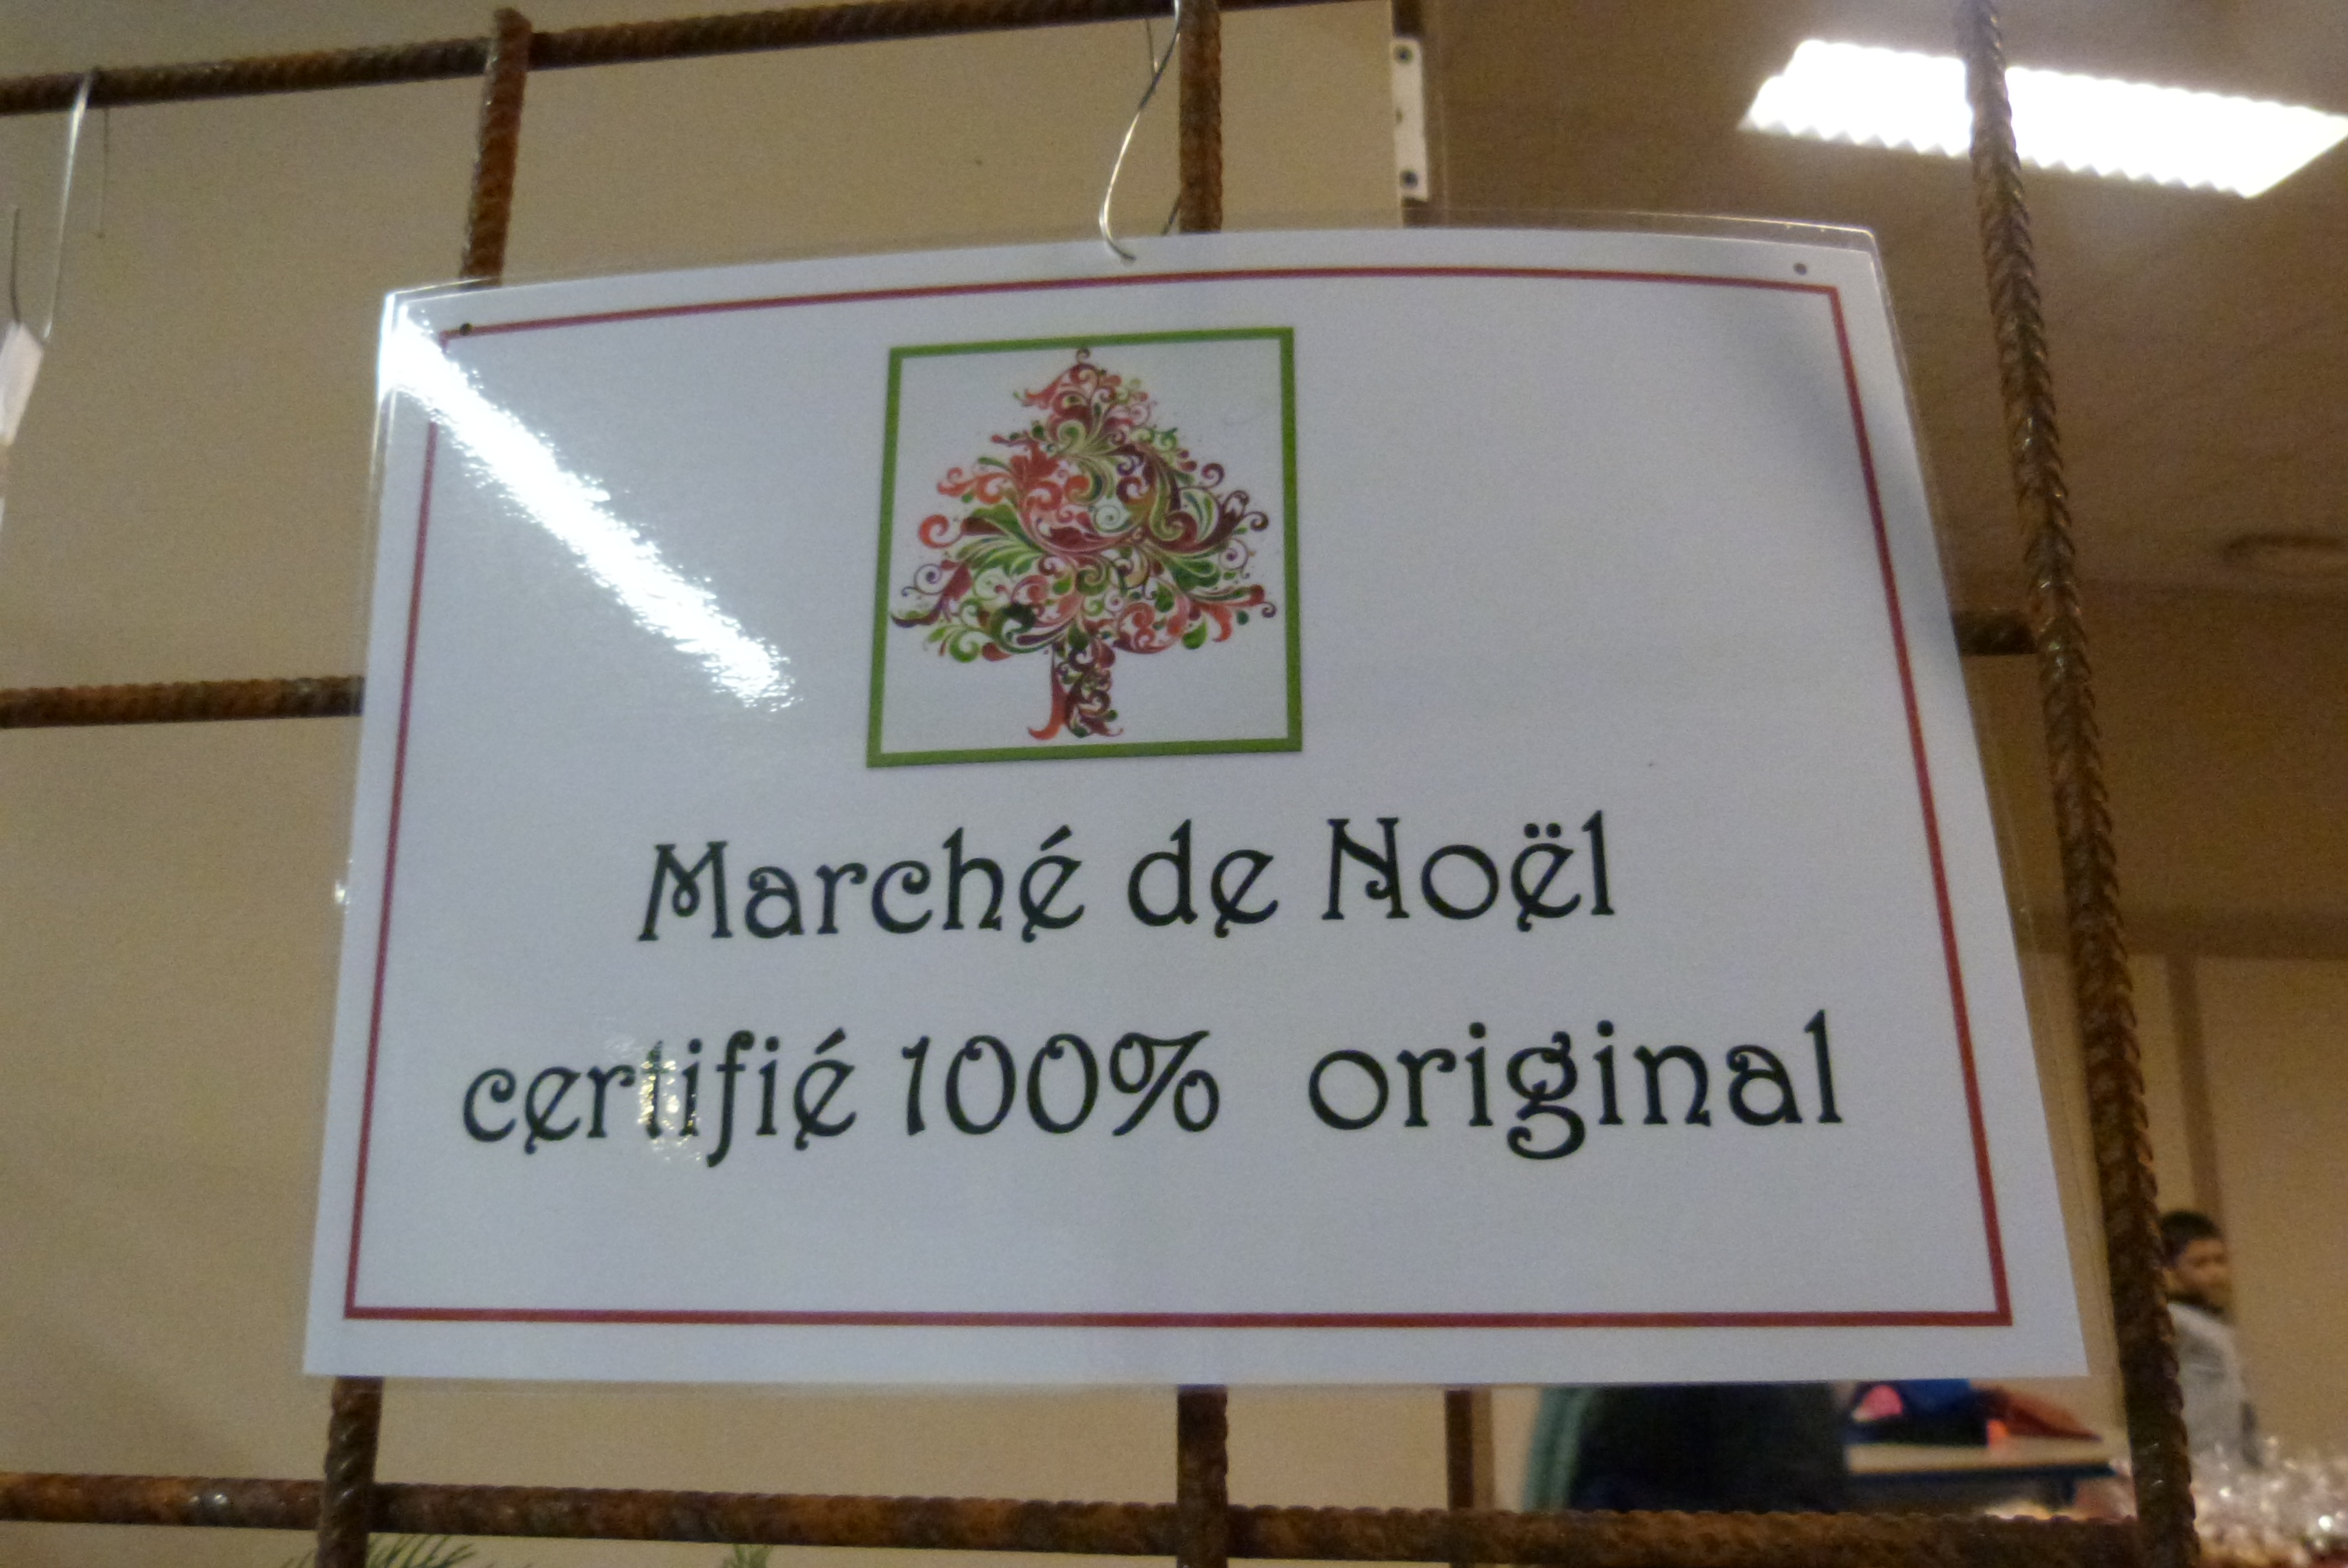 Marché de Noël
certifié 100% original